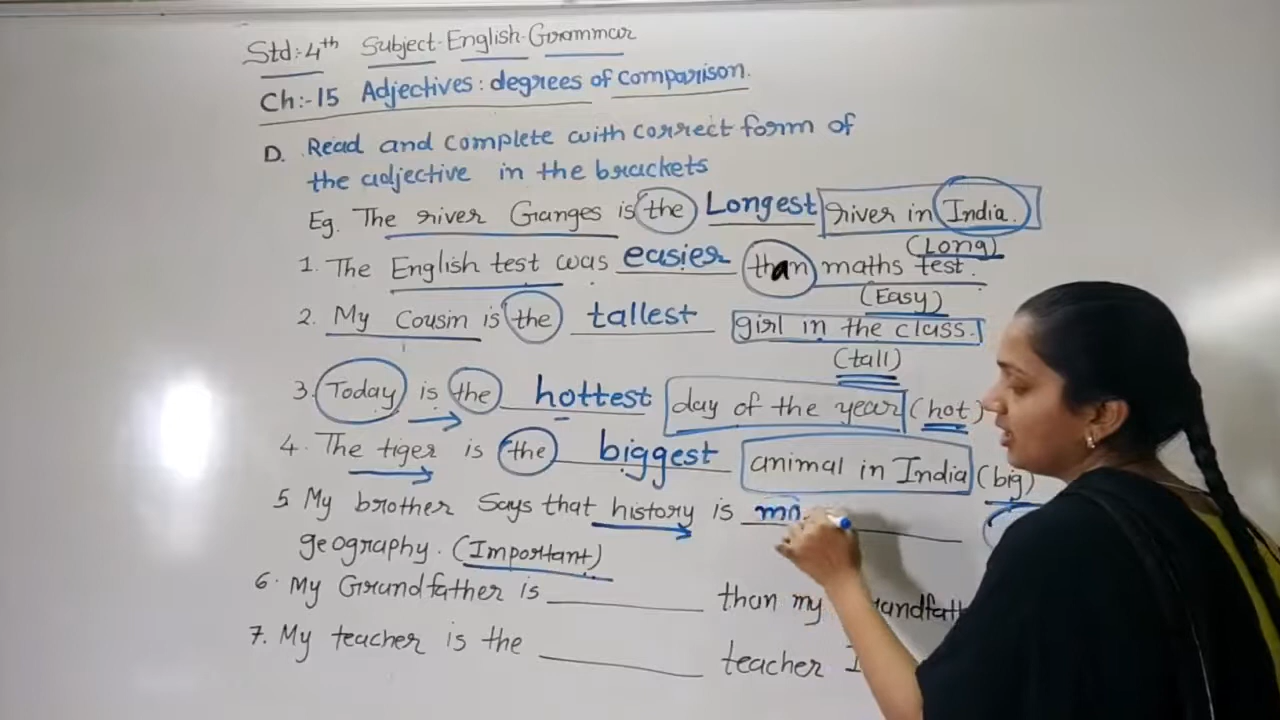 Std:-4th Subject-English-Grammar
Ch:-15 Adjectives: degrees of comparison.
D. Read and complete with correct form of
the adjective in the brackets
Eg. The river Ganges is the Longest river in India.
(Long)
1. The English test was easier than maths test.
(Easy)
2. My Cousin is the tallest girl in the class.
(tall)
3. Today is the hottest day of the year (hot)
4. The tiger is the biggest animal in India (big)
5 My brother Says that history is mo
geography. (Important)
6. My Grandfather is ________ than my
7. My teacher is the ________ teacher I